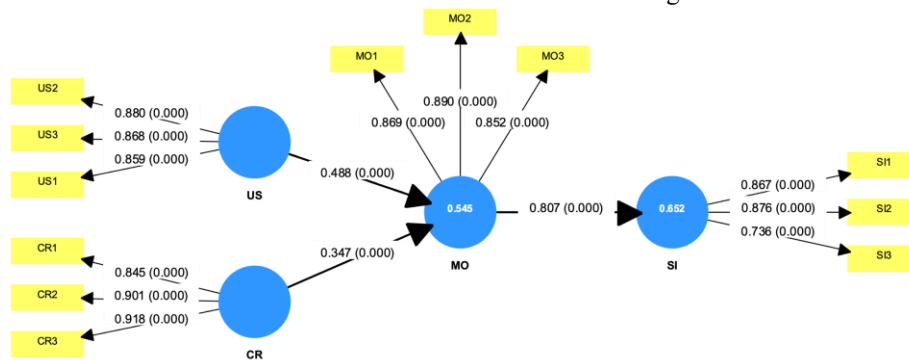 MO2
MO1
MO3
US2
0.880 (0.000)
0.890 (0.000)
US3
0.868 (0.000)
0.869 (0.000)
0.852 (0.000)
US1
0.859 (0.000)
US
0.488 (0.000)
SI1
0.867 (0.000)
0.545
0.807 (0.000)
0.652
0.876 (0.000)
SI2
0.736 (0.000)
SI3
MO
SI
CR1
0.845 (0.000)
0.347 (0.000)
CR2
0.901 (0.000)
0.918 (0.000)
CR3
CR